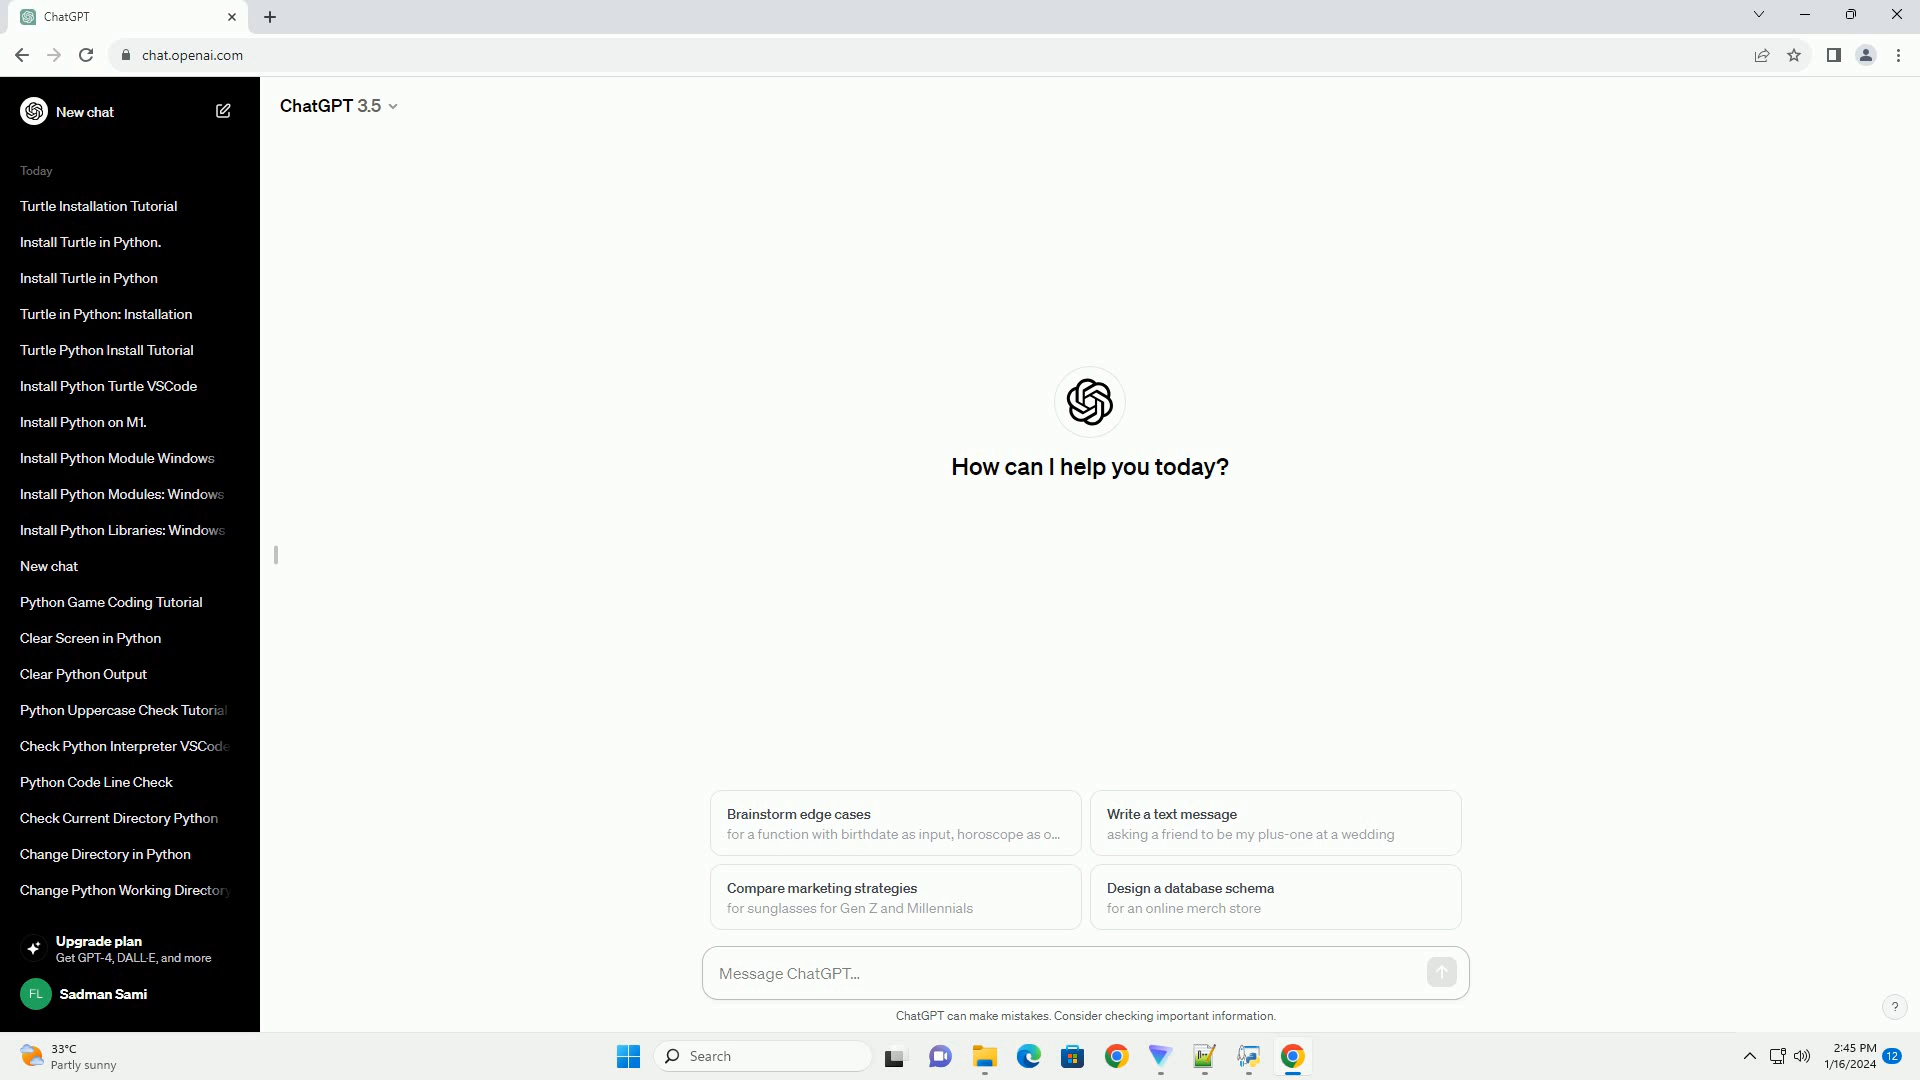 ChatGPT
chat.openai.com
New chat
ChatGPT 3.5
Today
Turtle Installation Tutorial
Install Turtle in Python.
Install Turtle in Python
Turtle in Python: Installation
Turtle Python Install Tutorial
Install Python Turtle VSCode
Install Python on M1.
Install Python Module Windows
Install Python Modules: Windows
Install Python Libraries: Windows
New chat
Python Game Coding Tutorial
Clear Screen in Python
Clear Python Output
Python Uppercase Check Tutorial
Check Python Interpreter VSCode
Python Code Line Check
Check Current Directory Python
Change Directory in Python
Change Python Working Directory
Upgrade plan
Get GPT-4, DALL·E, and more
FL Sadman Sami
How can I help you today?
Brainstorm edge cases
for a function with birthdate as input, horoscope as o...
Write a text message
asking a friend to be my plus-one at a wedding
Compare marketing strategies
for sunglasses for Gen Z and Millennials
Design a database schema
for an online merch store
Message ChatGPT...
ChatGPT can make mistakes. Consider checking important information.
?
33°C
Partly sunny
Search
2:45 PM
1/16/2024
12